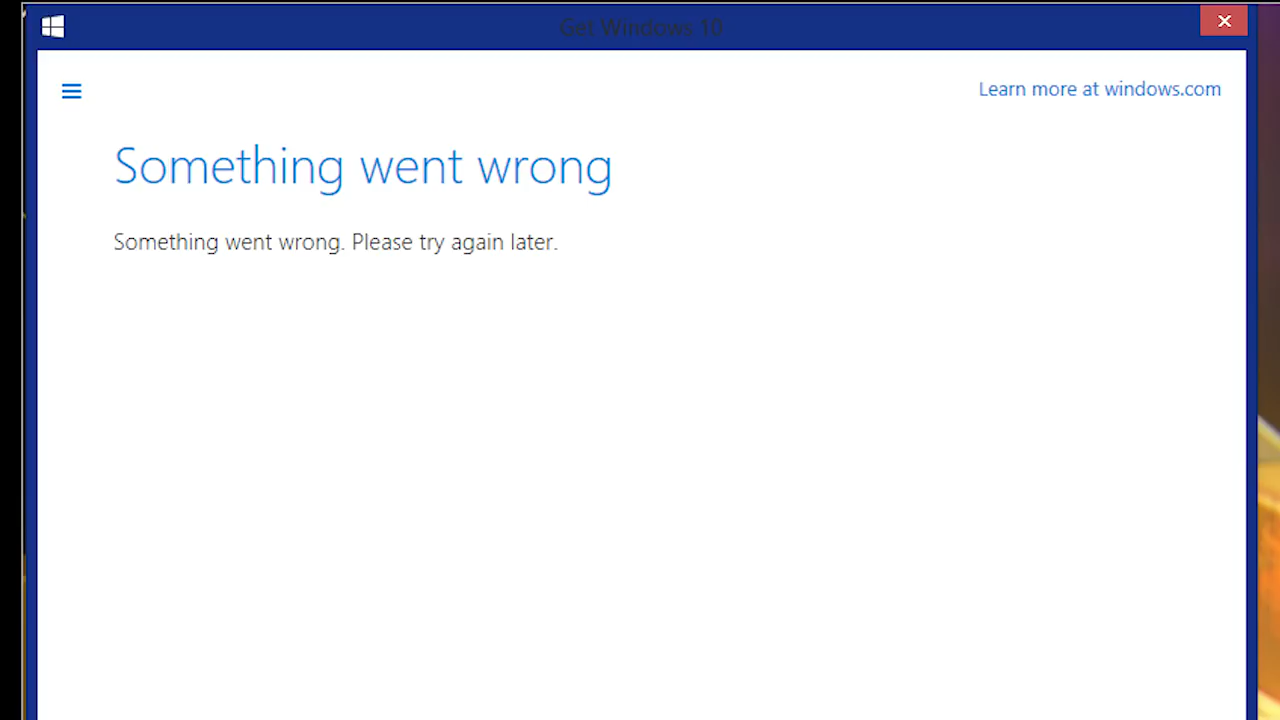 Get Windows 10
Learn more at windows.com
Something went wrong
Something went wrong. Please try again later.